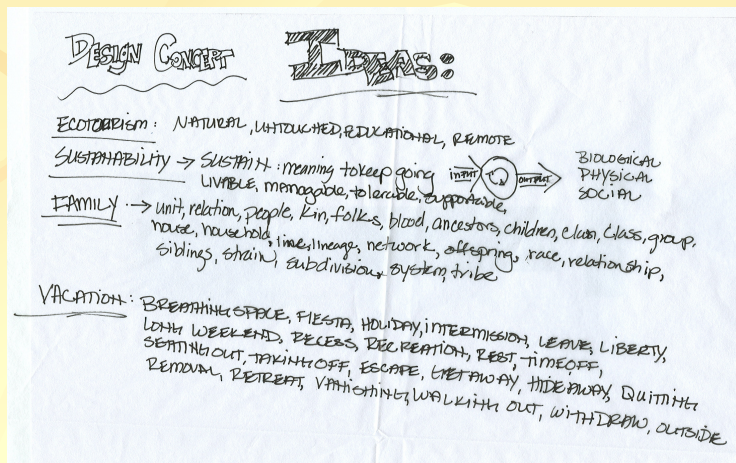 DESIGN CONCEPT IDEAS:
ECOTOURISM: NATURAL, UNTOUCHED, EDUCATIONAL, REMOTE
SUSTAINABILITY → SUSTAIN: meaning to keep going
INPUT OUTPUT
BIOLOGICAL
PHYSICAL
SOCIAL
LIVABLE, managable, tolerable, supportable,
FAMILY → unit, relation, people, kin, folks, blood, ancestors, children, clan, class, group,
house, household, line, lineage, network, offspring, race, relationship,
siblings, strain, subdivision, system, tribe
VACATION: BREATHING SPACE, FIESTA, HOLIDAY, INTERMISSION, LEAVE, LIBERTY,
LONG WEEKEND, RECESS, RECREATION, REST, TIME OFF,
TAKING OFF, ESCAPE, GETAWAY, HIDEAWAY, QUITTING
REMOVAL, RETREAT, VANISHING, WALKING OUT, WITHDRAW, OUTSIDE